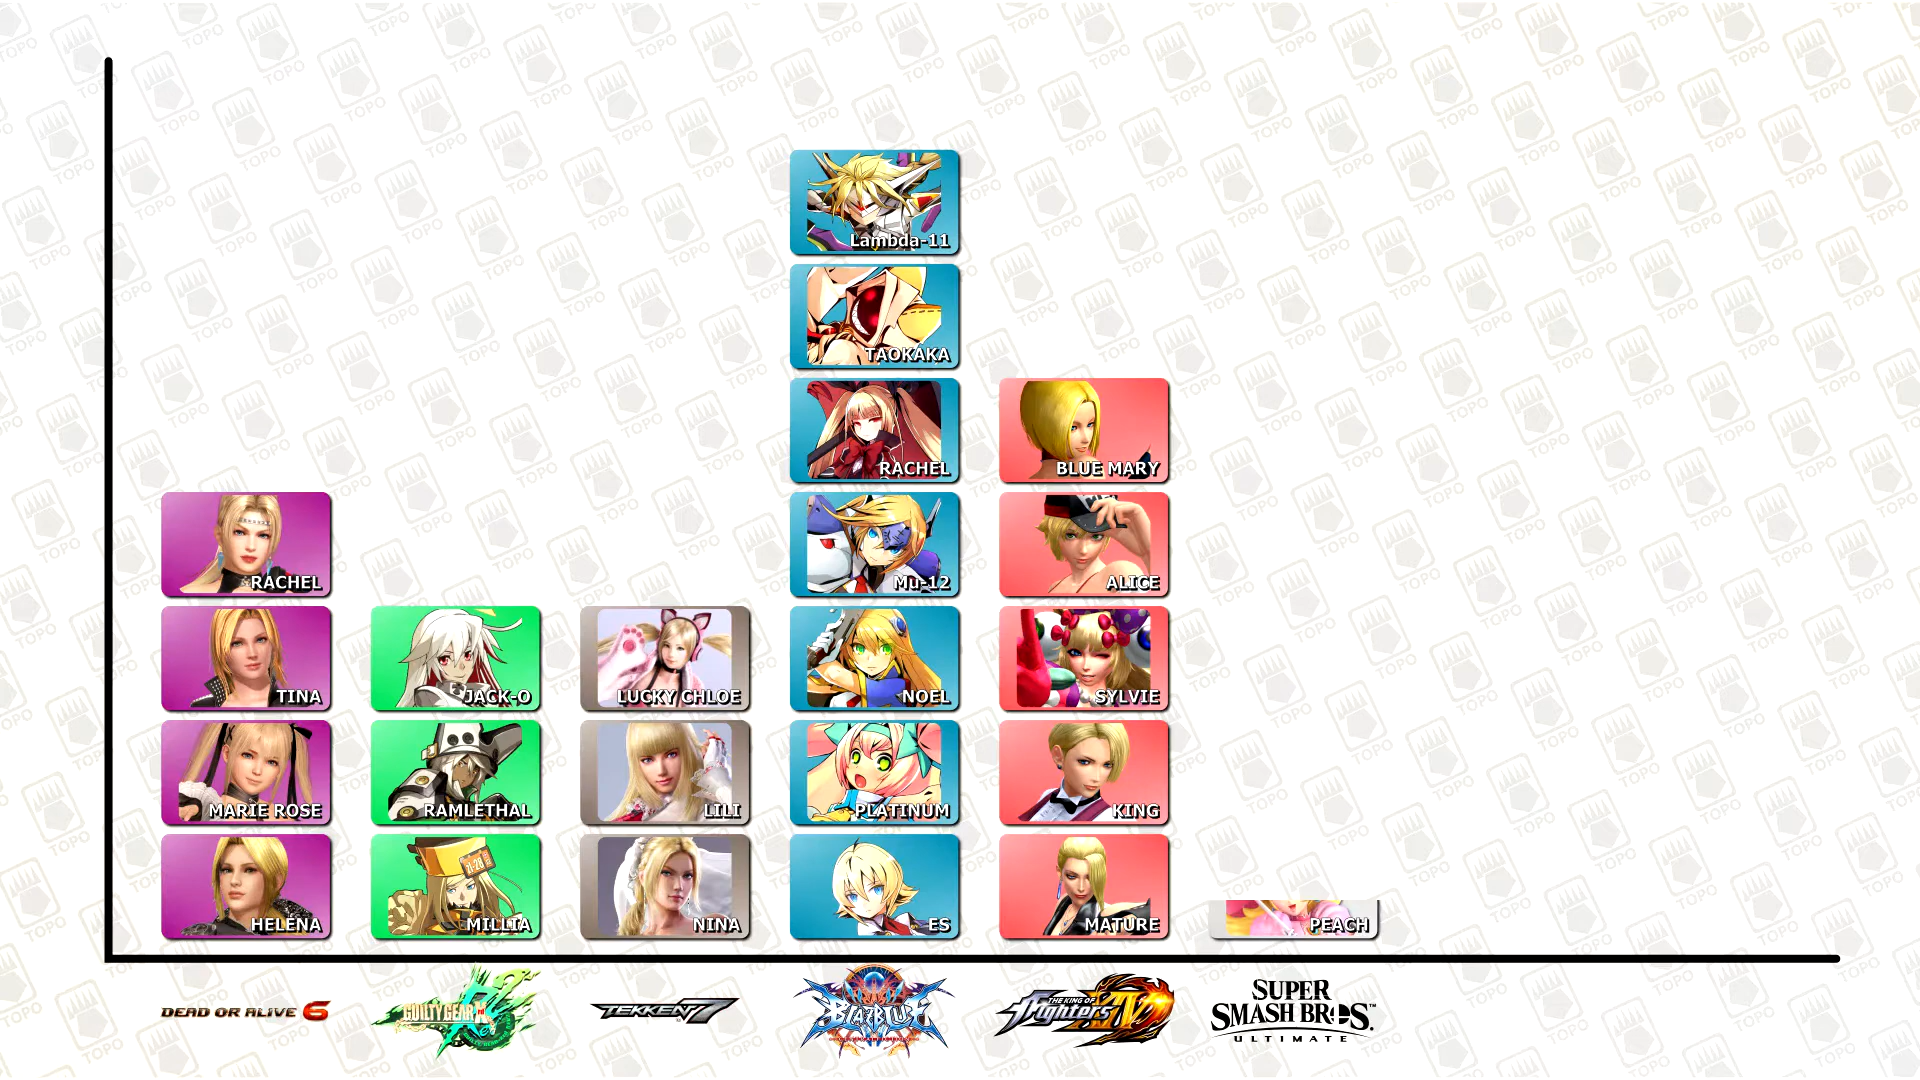 Lambda-11
TAOKAKA
RACHEL
BLUE MARY
RACHEL
Mu-12
ALICE
TINA
JACK-O
LUCKY CHLOE
NOEL
SYLVIE
MARIE ROSE
RAMLETHAL
LILI
PLATINUM
KING
HELENA
MILLIA
NINA
ES
MATURE
PEACH
DEAD OR ALIVE 6
GUILTY GEAR
TEKKEN 7
BLAZBLUE
THE KING OF
Fighters XIV
SUPER
SMASH BROS.™
ULTIMATE
TOPO